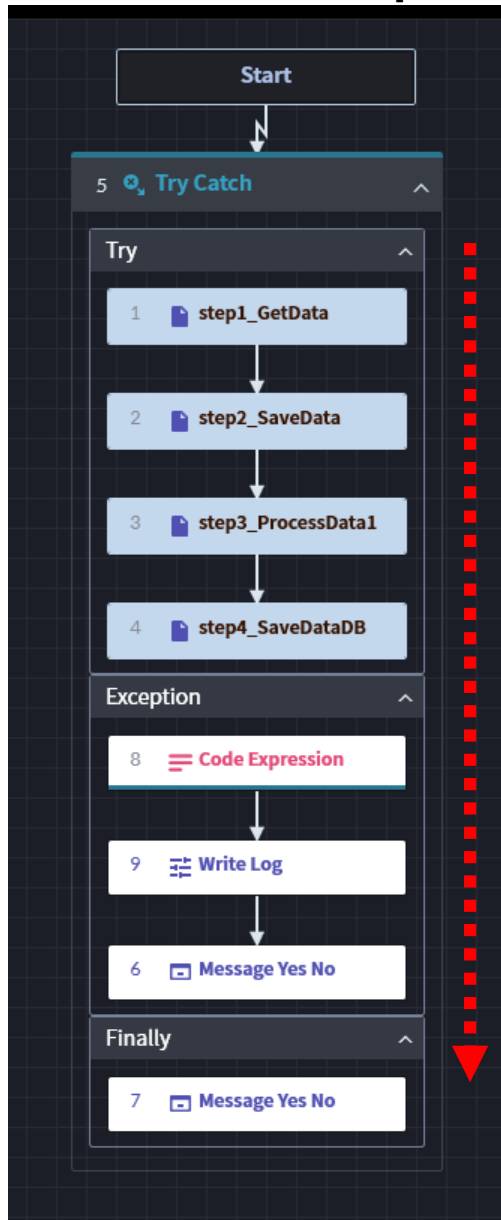 Start
5 Try Catch
Try
1 step1_GetData
2 step2_SaveData
3 step3_ProcessData1
4 step4_SaveDataDB
Exception
8 Code Expression
9 Write Log
6 Message Yes No
Finally
7 Message Yes No